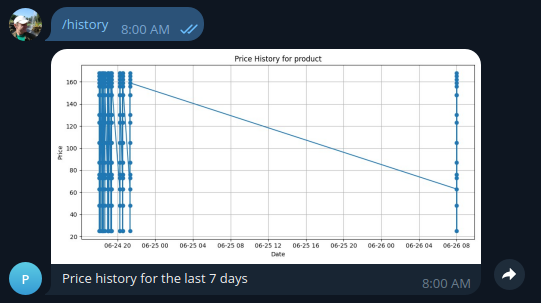 /history 8:00 AM
Price History for product
160
140
120
100
80
60
40
20
Price
06-24 20 06-25 00 06-25 04 06-25 08 06-25 12 06-25 16 06-25 20 06-26 00 06-26 04 06-26 08
Date
P
Price history for the last 7 days
8:00 AM